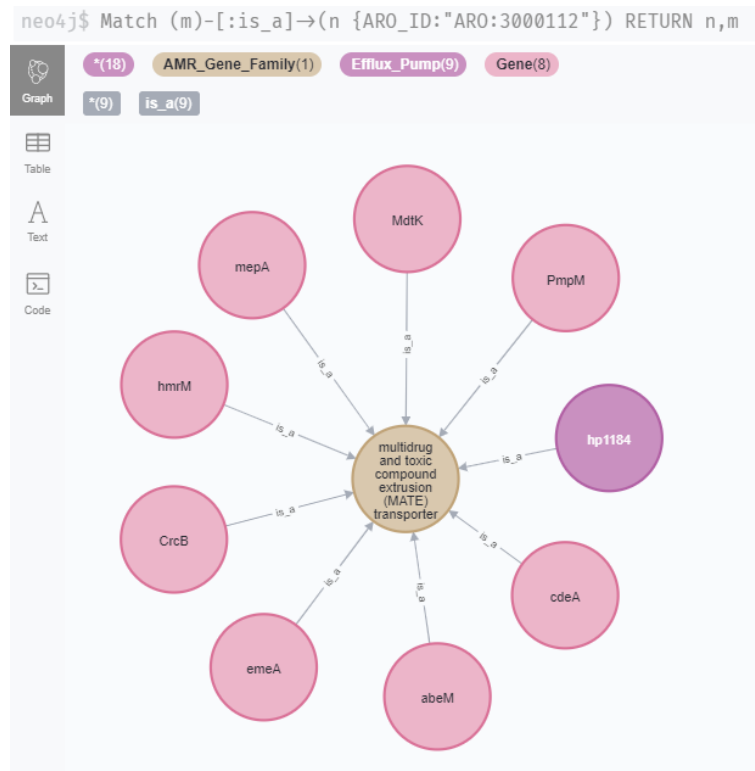 neo4j$ Match (m)-[:is_a]→(n {ARO_ID:"ARO:3000112"}) RETURN n,m
*(18) AMR_Gene_Family(1) Efflux_Pump(9) Gene(8)
*(9) is_a(9)
Graph
Table
A
Text
>_
Code
MdtK
mepA
PmpM
is_a
is_a
is_a
hmrM
is_a
hp1184
is_a
multidrug
and toxic
compound
extrusion
(MATE)
transporter
CrcB
is_a
is_a
cdeA
is_a
is_a
emeA
abeM